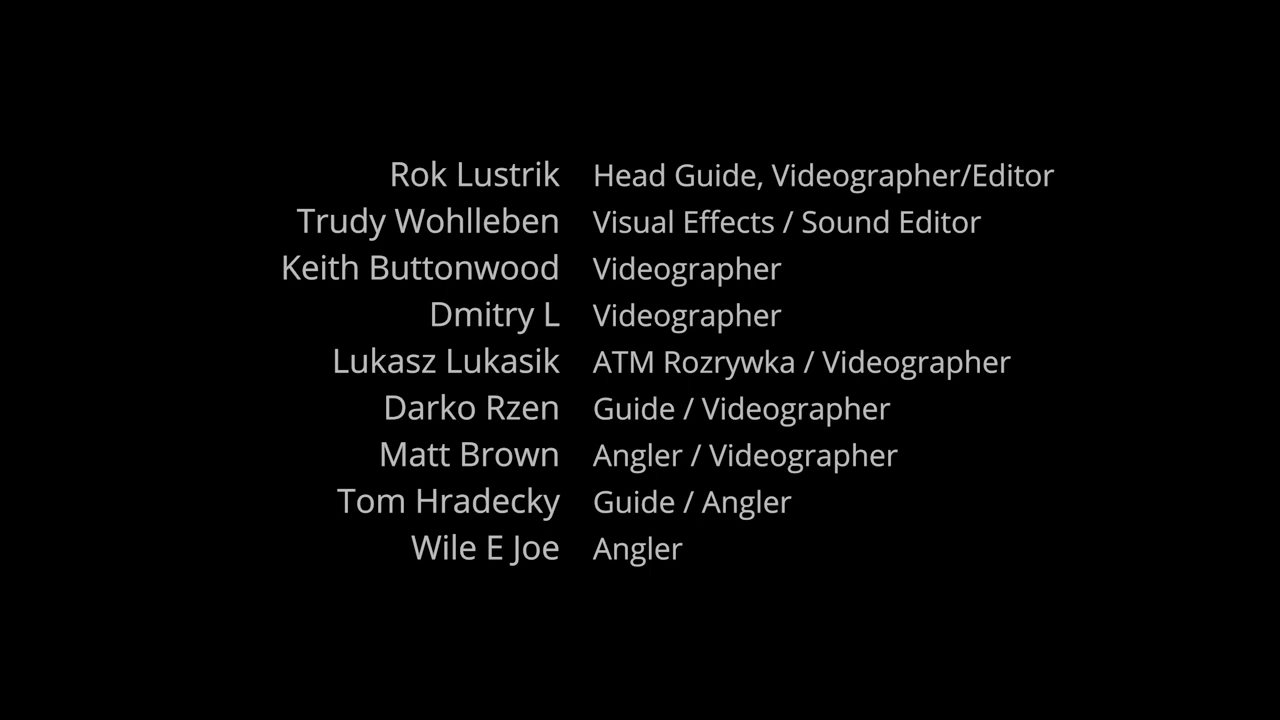 Rok Lustrik Head Guide, Videographer/Editor
Trudy Wohlleben Visual Effects / Sound Editor
Keith Buttonwood Videographer
Dmitry L Videographer
Lukasz Lukasik ATM Rozrywka / Videographer
Darko Rzen Guide / Videographer
Matt Brown Angler / Videographer
Tom Hradecky Guide / Angler
Wile E Joe Angler